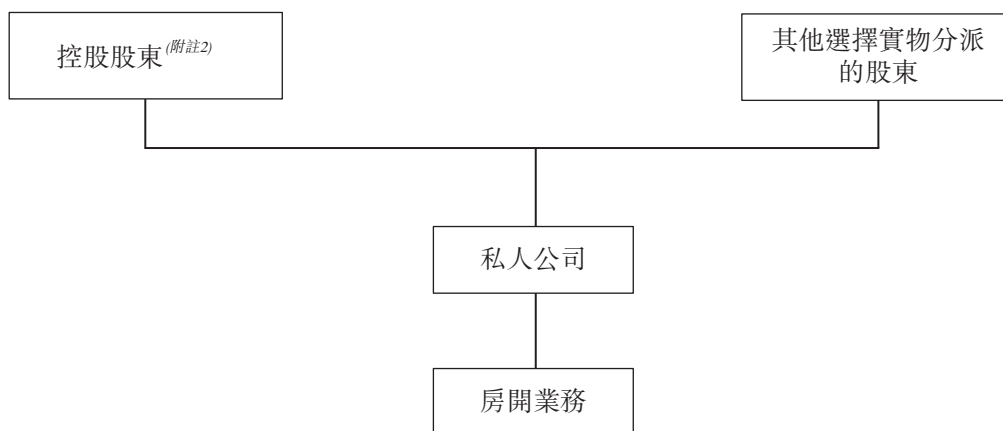 控股股東(附註2)
其他選擇實物分派
的股東
私人公司
房開業務